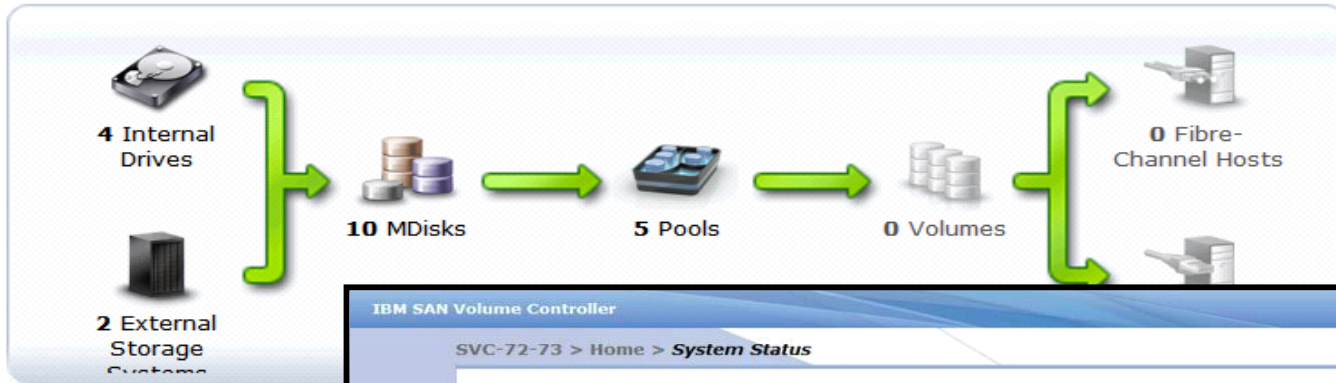 4 Internal
Drives
0 Fibre-
Channel Hosts
10 MDisks
5 Pools
0 Volumes
2 External
Storage
Systems
IBM SAN Volume Controller
SVC-72-73 > Home > System Status